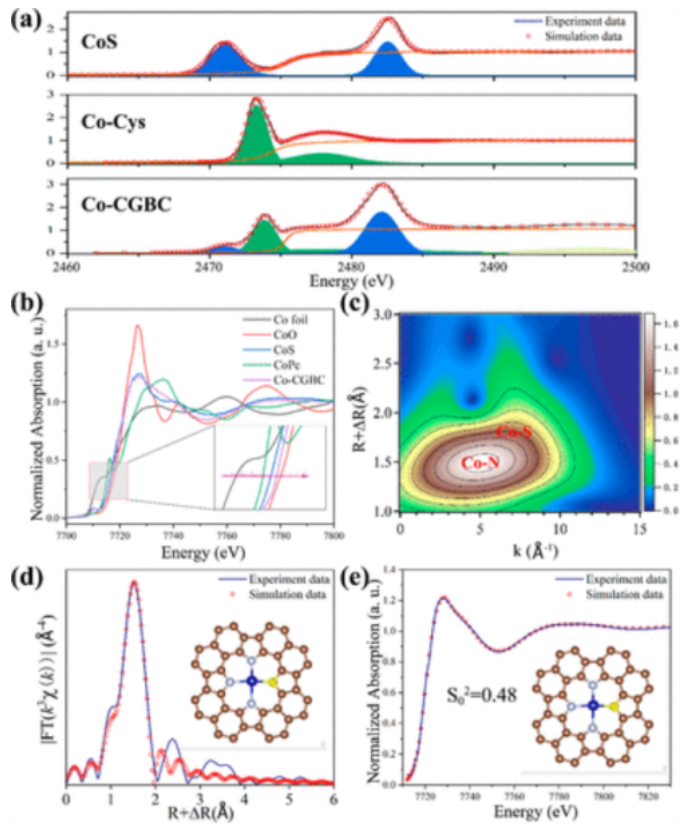 (a)
CoS
Experiment data
Simulation data
2
1
0
Co-Cys
3
2
1
0
Co-CGBC
3
2
1
0
2460 2470 2480 2490 2500
Energy (eV)
(b)
Normalized Absorption (a. u.)
Co foil
CoO
CoS
CoPc
Co-CGBC
1.5
1.0
0.5
0.0
7700 7720 7740 7760 7780 7800
Energy (eV)
(c)
R+ΔR(Å)
3.0
2.5
2.0
1.5
1.0
0.5
0.0
Co-S
Co-N
0 5 10 15
k (Å⁻¹)
1.6
1.4
1.2
1.0
0.8
0.6
0.4
0.2
0.0
(d)
|FT(k³χ(k))| (Å⁻⁴)
Experiment data
Simulation data
0 1 2 3 4 5 6
R+ΔR(Å)
(e)
Normalized Absorption (a. u.)
Experiment data
Simulation data
1.4
1.2
1.0
0.8
0.6
0.4
0.2
0.0
S₀²=0.48
7720 7740 7760 7780 7800 7820
Energy (eV)